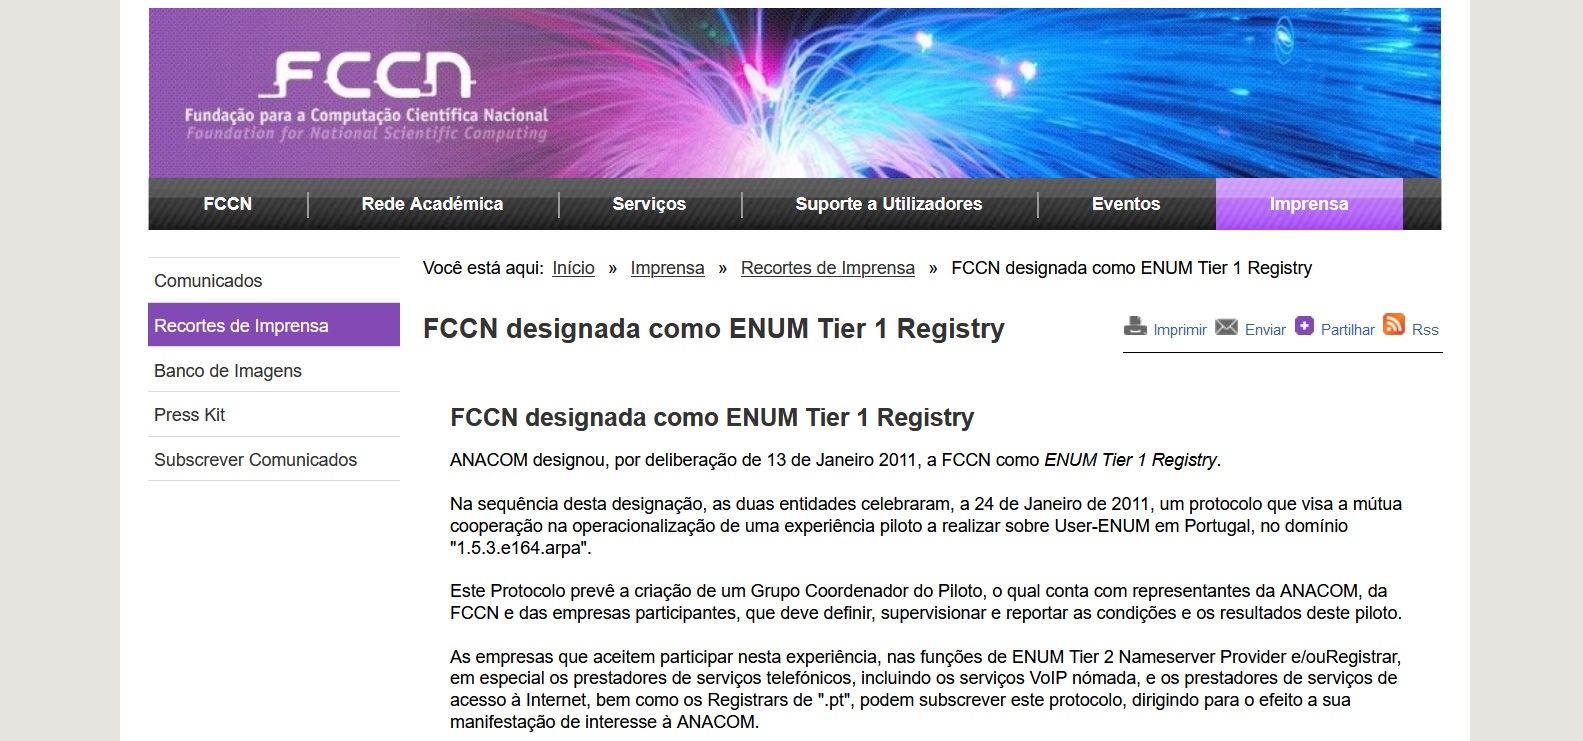 FCCN
Fundação para a Computação Científica Nacional
Foundation for National Scientific Computing
FCCN
Rede Académica
Serviços
Suporte a Utilizadores
Eventos
Imprensa
Comunicados
Recortes de Imprensa
Banco de Imagens
Press Kit
Subscrever Comunicados
Você está aqui: Início » Imprensa » Recortes de Imprensa » FCCN designada como ENUM Tier 1 Registry
FCCN designada como ENUM Tier 1 Registry
Imprimir Enviar Partilhar Rss
FCCN designada como ENUM Tier 1 Registry
ANACOM designou, por deliberação de 13 de Janeiro 2011, a FCCN como ENUM Tier 1 Registry.
Na sequência desta designação, as duas entidades celebraram, a 24 de Janeiro de 2011, um protocolo que visa a mútua
cooperação na operacionalização de uma experiência piloto a realizar sobre User-ENUM em Portugal, no domínio
"1.5.3.e164.arpa".
Este Protocolo prevê a criação de um Grupo Coordenador do Piloto, o qual conta com representantes da ANACOM, da
FCCN e das empresas participantes, que deve definir, supervisionar e reportar as condições e os resultados deste piloto.
As empresas que aceitem participar nesta experiência, nas funções de ENUM Tier 2 Nameserver Provider e/ouRegistrar,
em especial os prestadores de serviços telefónicos, incluindo os serviços VoIP nómada, e os prestadores de serviços de
acesso à Internet, bem como os Registrars de ".pt", podem subscrever este protocolo, dirigindo para o efeito a sua
manifestação de interesse à ANACOM.